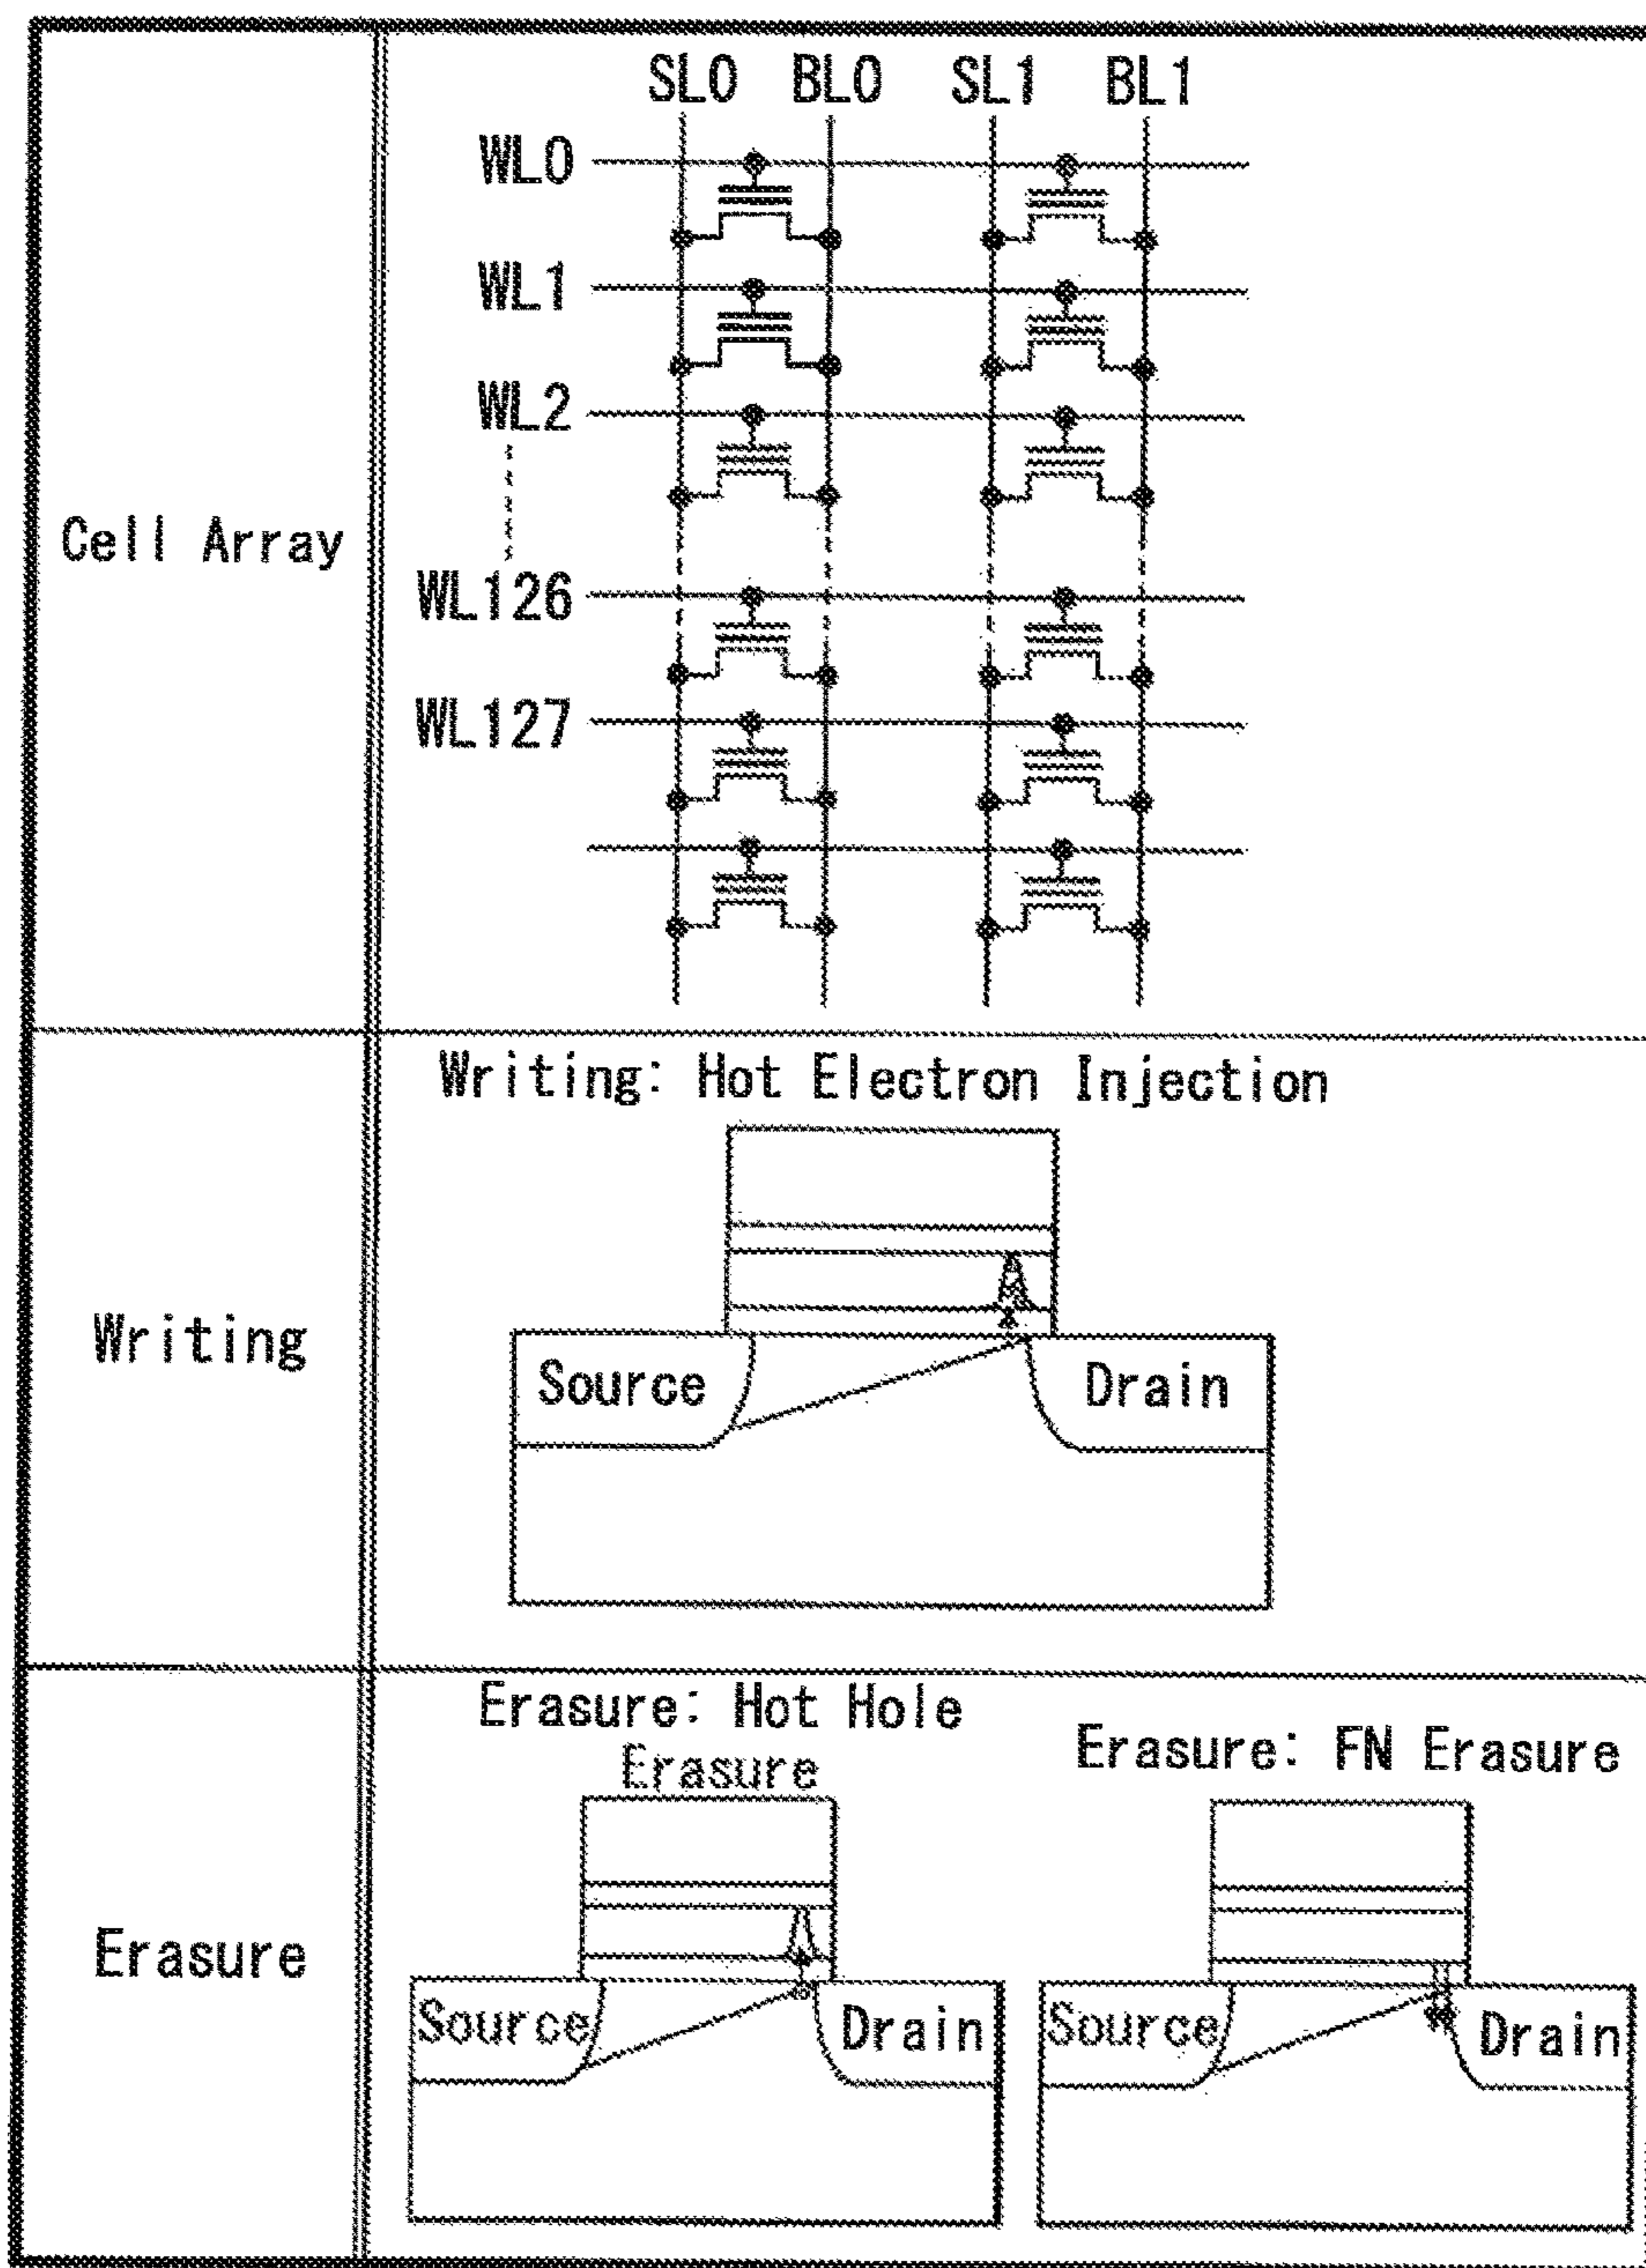 SL0 BL0 SL1 BL1
WL0
WL1
WL2
Cell Array
WL126
WL127
Writing: Hot Electron Injection
Writing
Source Drain
Erasure: Hot Hole
Erasure
Erasure: FN Erasure
Erasure
Source Drain
Source Drain